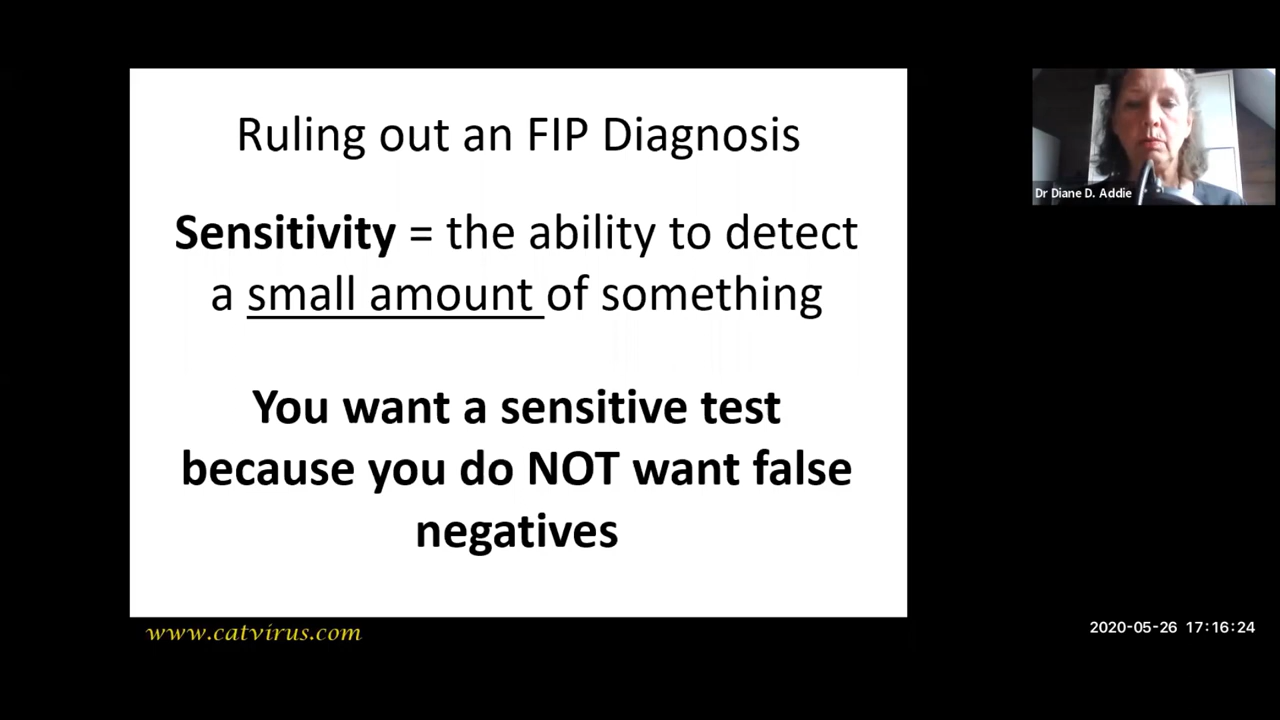 Ruling out an FIP Diagnosis
Sensitivity = the ability to detect
a small amount of something
You want a sensitive test
because you do NOT want false
negatives
Dr Diane D. Addie
www.catvirus.com
2020-05-26 17:16:24